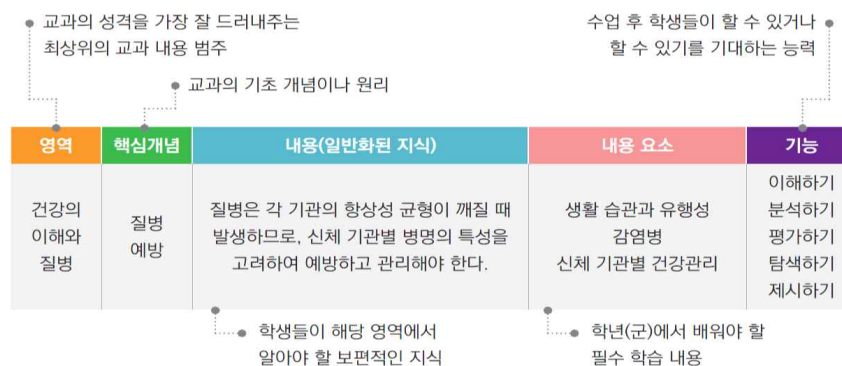 교과의 성격을 가장 잘 드러내주는
최상위의 교과 내용 범주
수업 후 학생들이 할 수 있거나
할 수 있기를 기대하는 능력
교과의 기초 개념이나 원리
영역
핵심개념
내용(일반화된 지식)
내용 요소
기능
건강의
이해와
질병
질병
예방
질병은 각 기관의 항상성 균형이 깨질 때
발생하므로, 신체 기관별 병명의 특성을
고려하여 예방하고 관리해야 한다.
생활 습관과 유행성
감염병
신체 기관별 건강관리
이해하기
분석하기
평가하기
탐색하기
제시하기
학생들이 해당 영역에서
알아야 할 보편적인 지식
학년(군)에서 배워야 할
필수 학습 내용